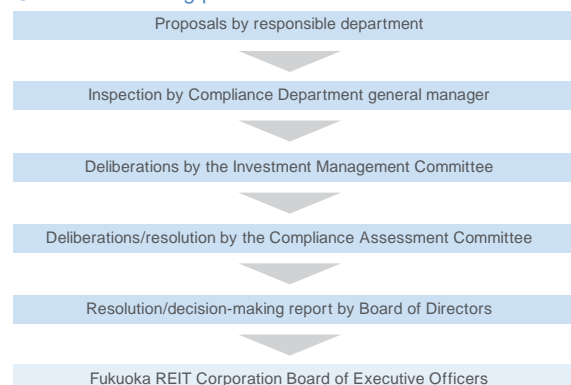 Proposals by responsible department
Inspection by Compliance Department general manager
Deliberations by the Investment Management Committee
Deliberations/resolution by the Compliance Assessment Committee
Resolution/decision-making report by Board of Directors
Fukuoka REIT Corporation Board of Executive Officers